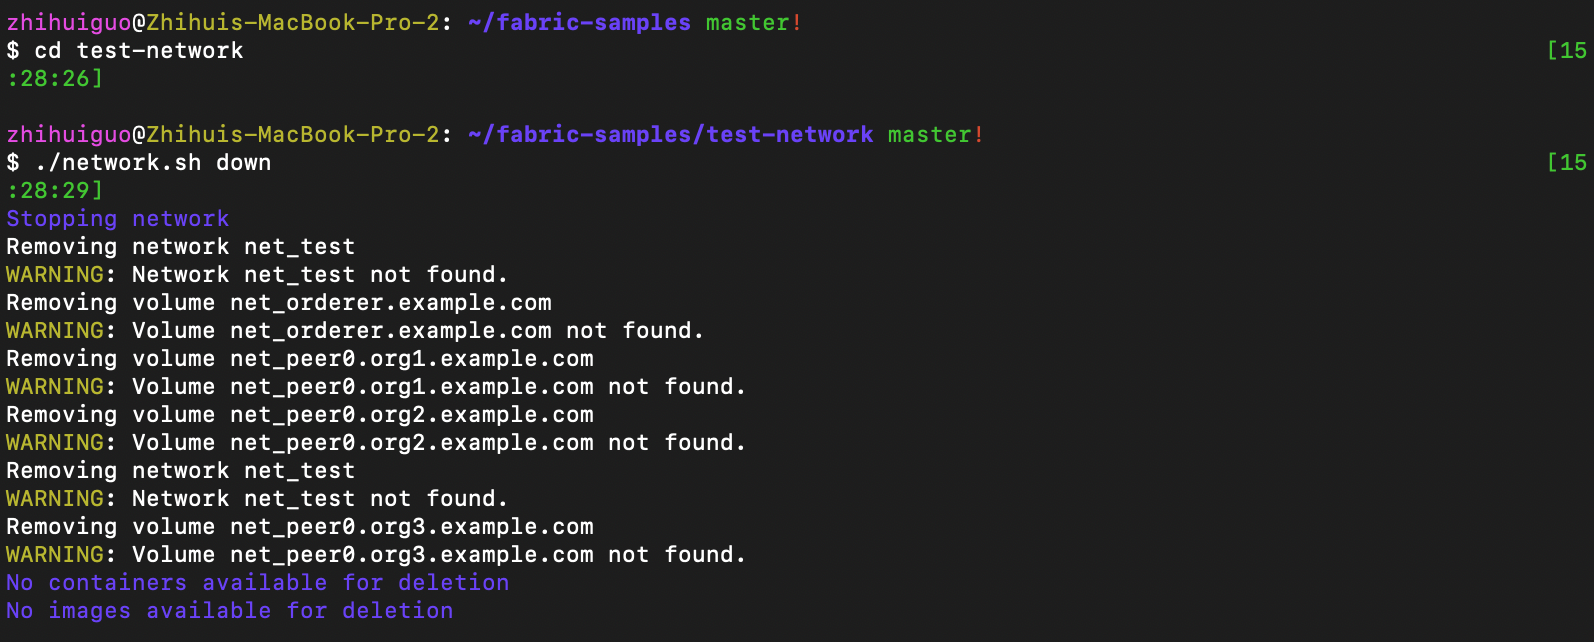 zhihuiguo@Zhihuis-MacBook-Pro-2: ~/fabric-samples master!
$ cd test-network [15
:28:26]
zhihuiguo@Zhihuis-MacBook-Pro-2: ~/fabric-samples/test-network master!
$ ./network.sh down [15
:28:29]
Stopping network
Removing network net_test
WARNING: Network net_test not found.
Removing volume net_orderer.example.com
WARNING: Volume net_orderer.example.com not found.
Removing volume net_peer0.org1.example.com
WARNING: Volume net_peer0.org1.example.com not found.
Removing volume net_peer0.org2.example.com
WARNING: Volume net_peer0.org2.example.com not found.
Removing network net_test
WARNING: Network net_test not found.
Removing volume net_peer0.org3.example.com
WARNING: Volume net_peer0.org3.example.com not found.
No containers available for deletion
No images available for deletion